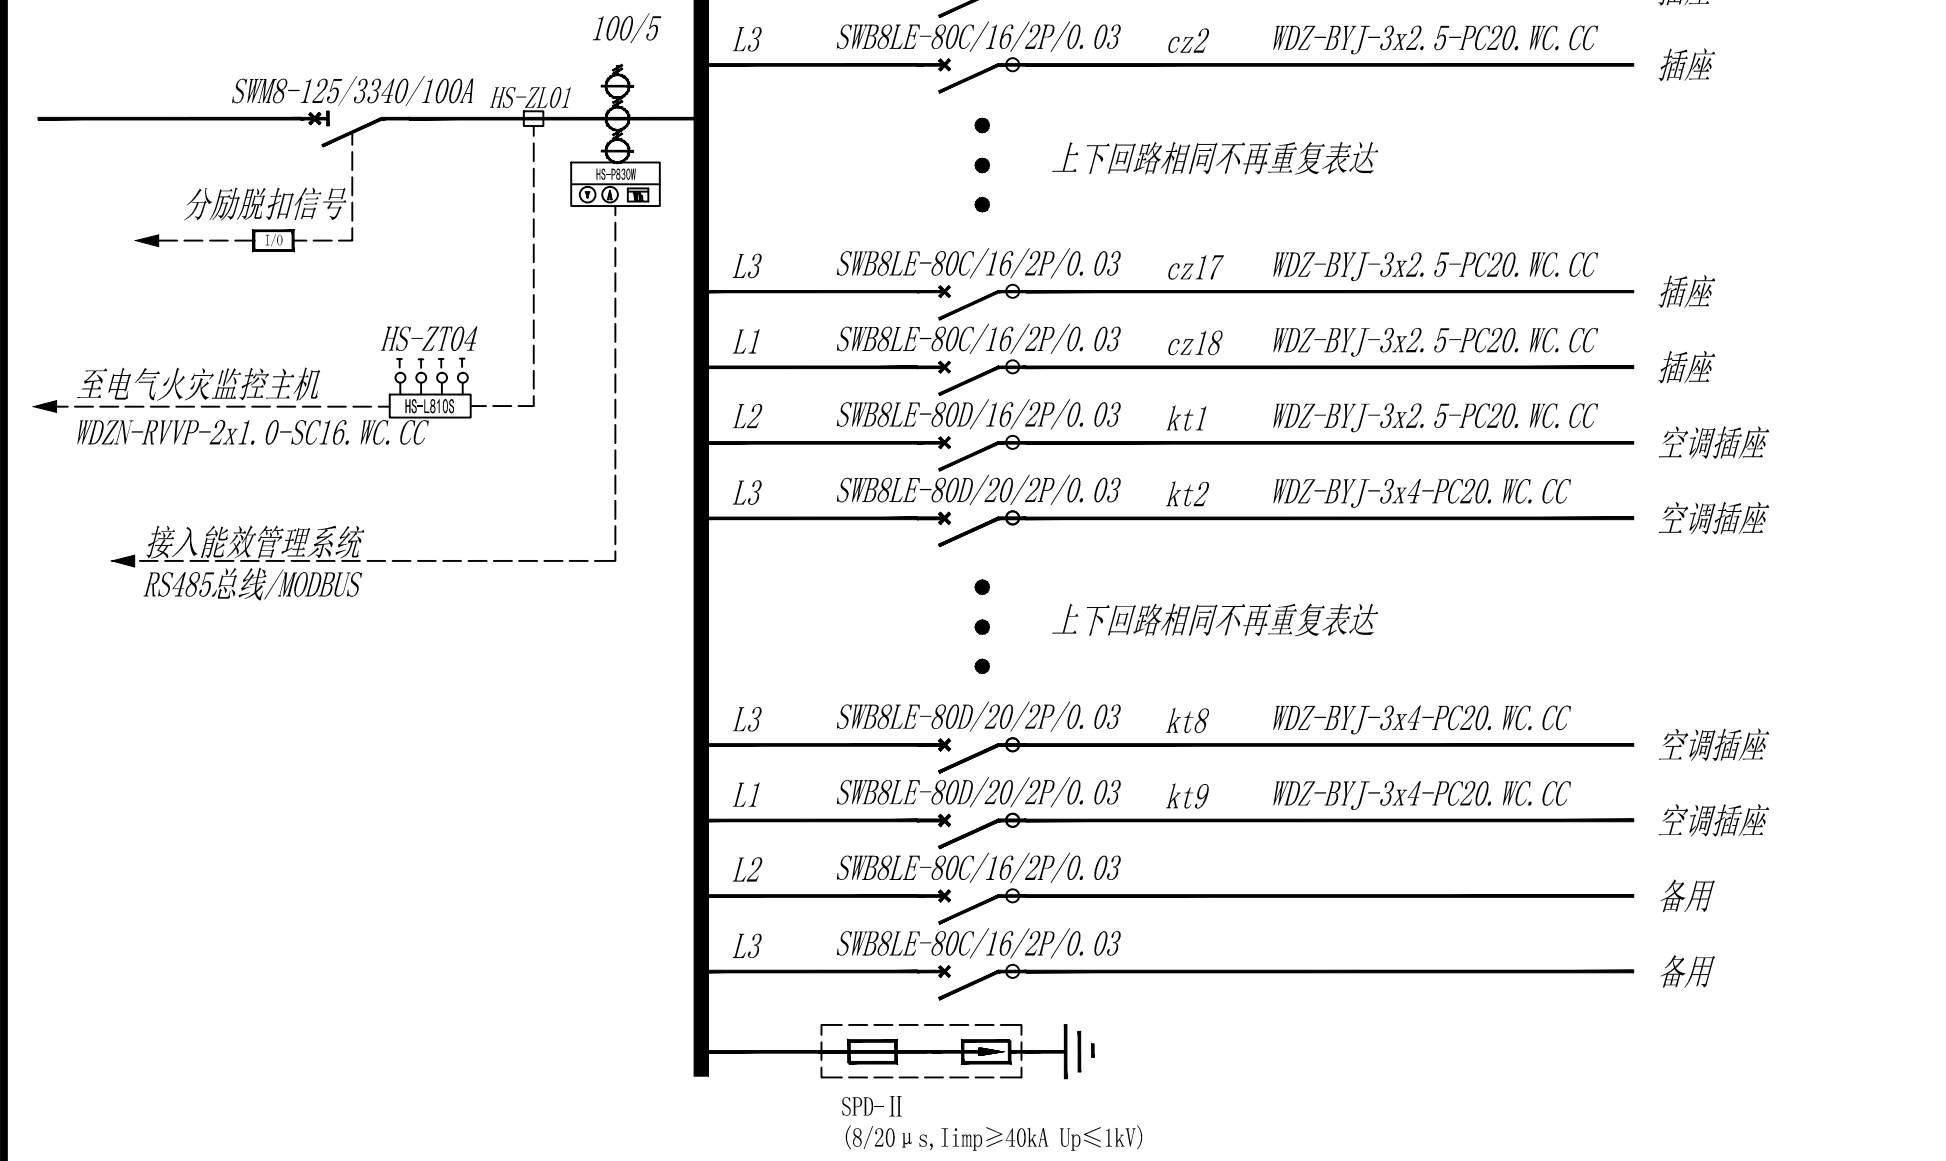 100/5
SWM8-125/3340/100A
HS-ZL01
HS-P830W
V
A
Wh
分励脱扣信号
I/O
HS-ZT04
至电气火灾监控主机
HS-L810S
WDZN-RVVP-2x1.0-SC16.WC.CC
接入能效管理系统
RS485总线/MODBUS
插座
L3 SWB8LE-80C/16/2P/0.03 cz2 WDZ-BYJ-3x2.5-PC20.WC.CC 插座
上下回路相同不再重复表达
L3 SWB8LE-80C/16/2P/0.03 cz17 WDZ-BYJ-3x2.5-PC20.WC.CC 插座
L1 SWB8LE-80C/16/2P/0.03 cz18 WDZ-BYJ-3x2.5-PC20.WC.CC 插座
L2 SWB8LE-80D/16/2P/0.03 kt1 WDZ-BYJ-3x2.5-PC20.WC.CC 空调插座
L3 SWB8LE-80D/20/2P/0.03 kt2 WDZ-BYJ-3x4-PC20.WC.CC 空调插座
上下回路相同不再重复表达
L3 SWB8LE-80D/20/2P/0.03 kt8 WDZ-BYJ-3x4-PC20.WC.CC 空调插座
L1 SWB8LE-80D/20/2P/0.03 kt9 WDZ-BYJ-3x4-PC20.WC.CC 空调插座
L2 SWB8LE-80C/16/2P/0.03 备用
L3 SWB8LE-80C/16/2P/0.03 备用
SPD-Ⅱ
(8/20μs,Iimp≥40kA Up≤1kV)